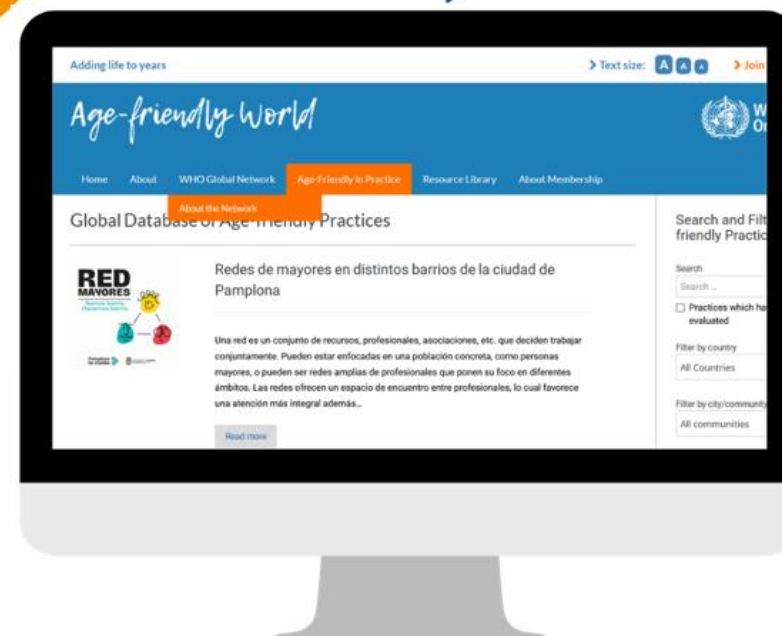 Adding life to years
Text size: A A A
Join
Age-friendly World
Home About WHO Global Network Age-Friendly in Practice Resource Library About Membership
About the Network
Global Database of Age-friendly Practices
RED
MAYORES
Redes de mayores en distintos barrios de la ciudad de
Pamplona
Una red es un conjunto de recursos, profesionales, asociaciones, etc. que deciden trabajar
conjuntamente. Pueden estar enfocadas en una población concreta, como personas
mayores, o pueden ser redes amplias de profesionales que ponen su foco en diferentes
ámbitos. Las redes ofrecen un espacio de encuentro entre profesionales, lo cual favorece
una atención más integral además...
Read more
Search and Filt
friendly Practic
Search
Search ...
Practices which ha
evaluated
Filter by country
All Countries
Filter by city/community
All communities